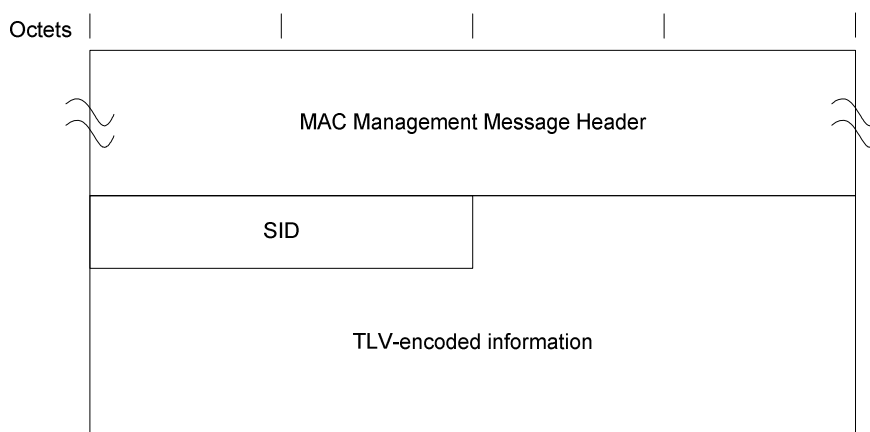 Octets
MAC Management Message Header
SID
TLV-encoded information